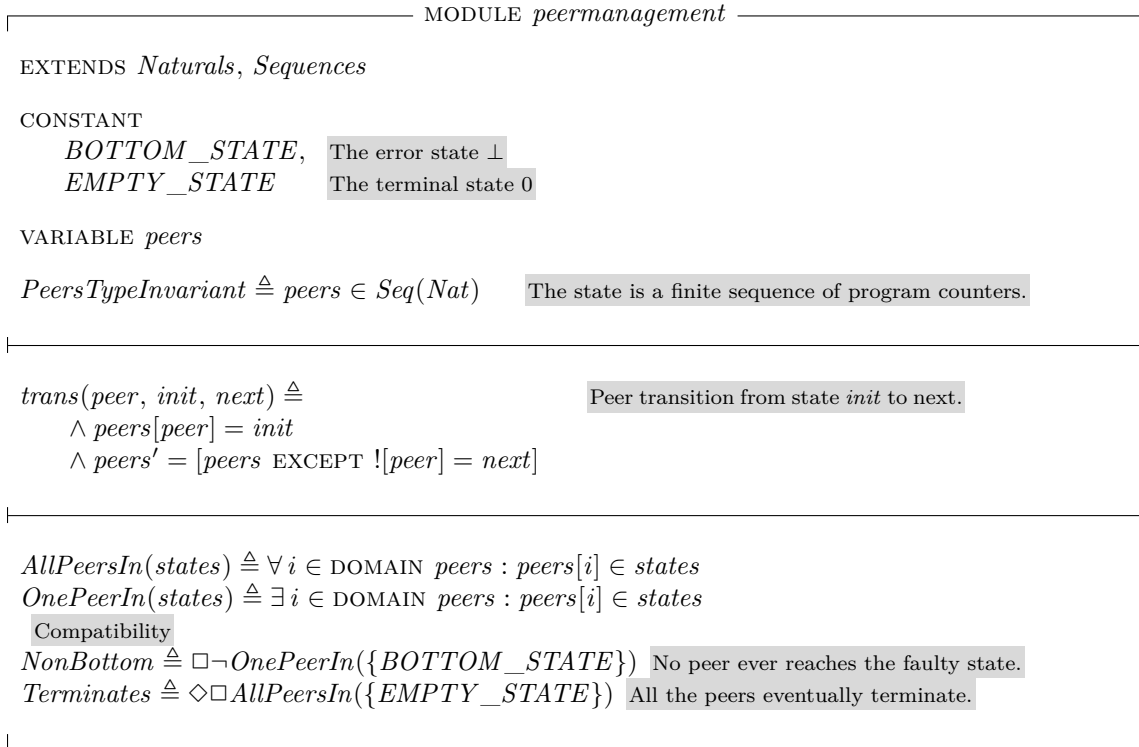 MODULE peermanagement
EXTENDS Naturals, Sequences
CONSTANT
BOTTOM_STATE, The error state ⊥
EMPTY_STATE The terminal state 0
VARIABLE peers
PeersTypeInvariant ≜ peers ∈ Seq(Nat) The state is a finite sequence of program counters.
trans(peer, init, next) ≜ Peer transition from state init to next.
∧ peers[peer] = init
∧ peers′ = [peers EXCEPT ![peer] = next]
AllPeersIn(states) ≜ ∀ i ∈ DOMAIN peers : peers[i] ∈ states
OnePeerIn(states) ≜ ∃ i ∈ DOMAIN peers : peers[i] ∈ states
Compatibility
NonBottom ≜ □¬OnePeerIn({BOTTOM_STATE}) No peer ever reaches the faulty state.
Terminates ≜ ◇□AllPeersIn({EMPTY_STATE}) All the peers eventually terminate.